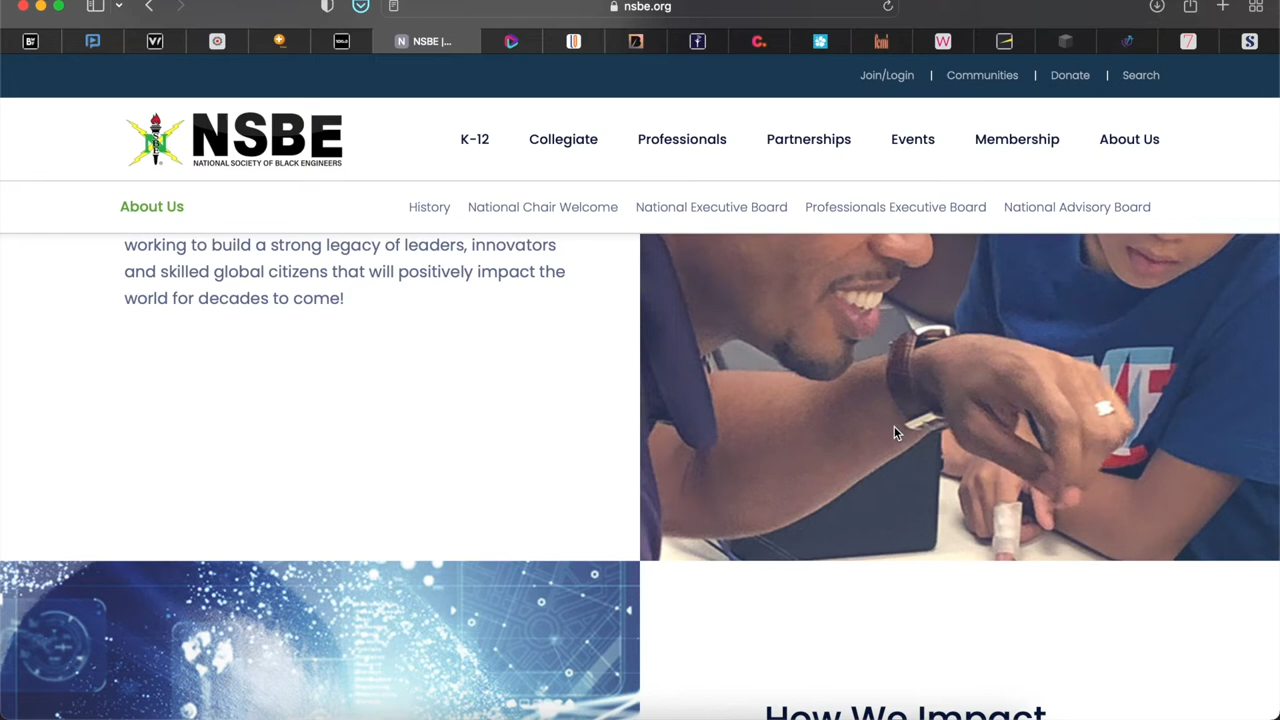 nsbe.org
NSBE |...
Join/Login | Communities | Donate | Search
NSBE
NATIONAL SOCIETY OF BLACK ENGINEERS
K-12 Collegiate Professionals Partnerships Events Membership About Us
About Us
History National Chair Welcome National Executive Board Professionals Executive Board National Advisory Board
working to build a strong legacy of leaders, innovators
and skilled global citizens that will positively impact the
world for decades to come!
How We Impact